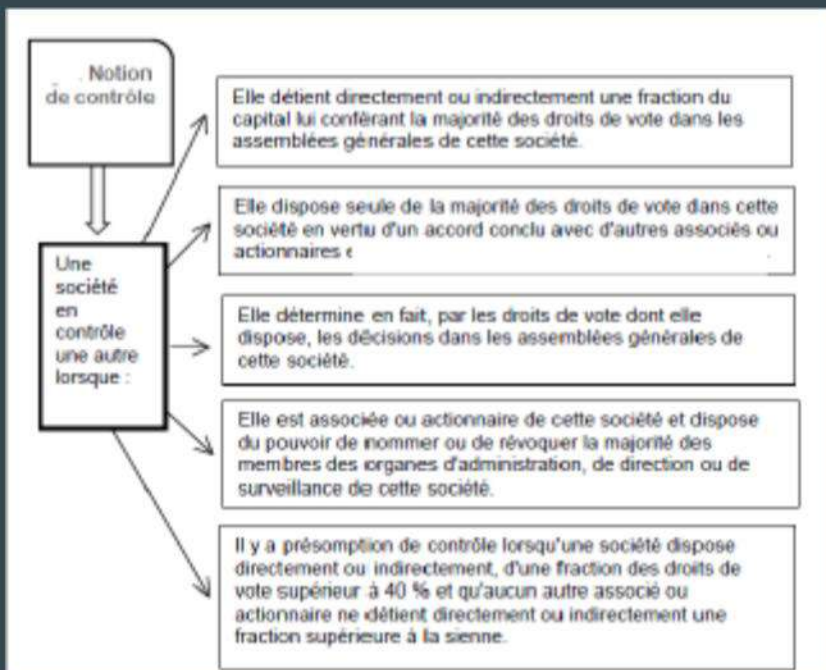 Notion
de contrôle
Une
société
en
contrôle
une autre
lorsque :
Elle détient directement ou indirectement une fraction du
capital lui conférant la majorité des droits de vote dans les
assemblées générales de cette société.
Elle dispose seule de la majorité des droits de vote dans cette
société en vertu d'un accord conclu avec d'autres associés ou
actionnaires
Elle détermine en fait, par les droits de vote dont elle
dispose, les décisions dans les assemblées générales de
cette société.
Elle est associée ou actionnaire de cette société et dispose
du pouvoir de nommer ou de révoquer la majorité des
membres des organes d'administration, de direction ou de
surveillance de cette société.
Il y a présomption de contrôle lorsqu'une société dispose
directement ou indirectement, d'une fraction des droits de
vote supérieur à 40 % et qu'aucun autre associé ou
actionnaire ne détient directement ou indirectement une
fraction supérieure à la sienne.